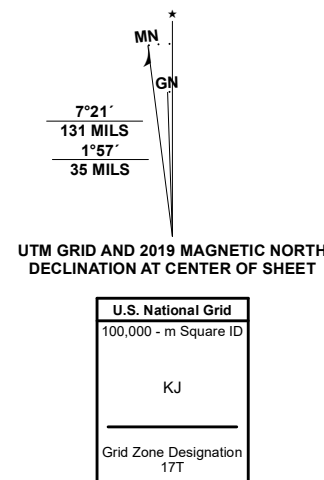 ★
MN
GN
7°21´
131 MILS
1°57´
35 MILS
UTM GRID AND 2019 MAGNETIC NORTH
DECLINATION AT CENTER OF SHEET
U.S. National Grid
100,000 - m Square ID
KJ
Grid Zone Designation
17T